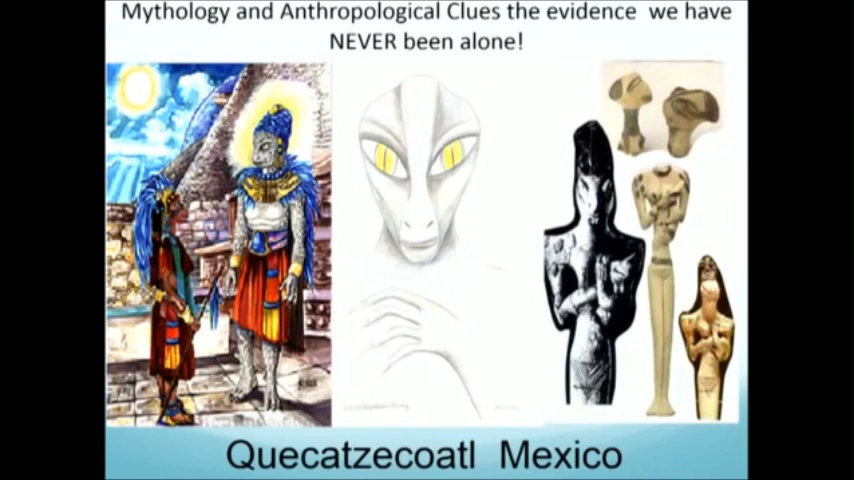 Mythology and Anthropological Clues the evidence  we have
NEVER been alone!
Quecatzecoatl  Mexico